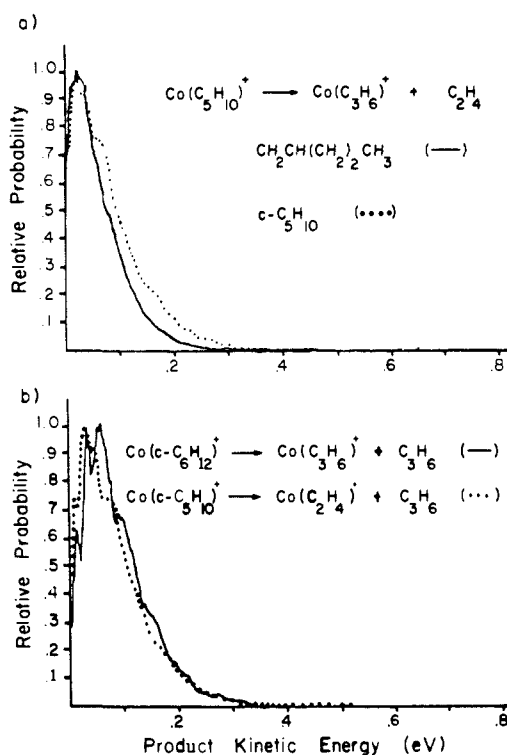 a)
1.0
.9
.8
.7
.6
.5
.4
.3
.2
.1
Relative Probability
Co(C5H10)+ → Co(C3H6)+ + C2H4
CH2CH(CH2)2CH3 (—)
c-C5H10 (••••)
.2 .4 .6 .8
b)
1.0
.9
.8
.7
.6
.5
.4
.3
.2
.1
Relative Probability
Co(c-C6H12)+ → Co(C3H6)+ + C3H6 (—)
Co(c-C5H10)+ → Co(C2H4)+ + C3H6 (•••)
.2 .4 .6 .8
Product Kinetic Energy (eV)